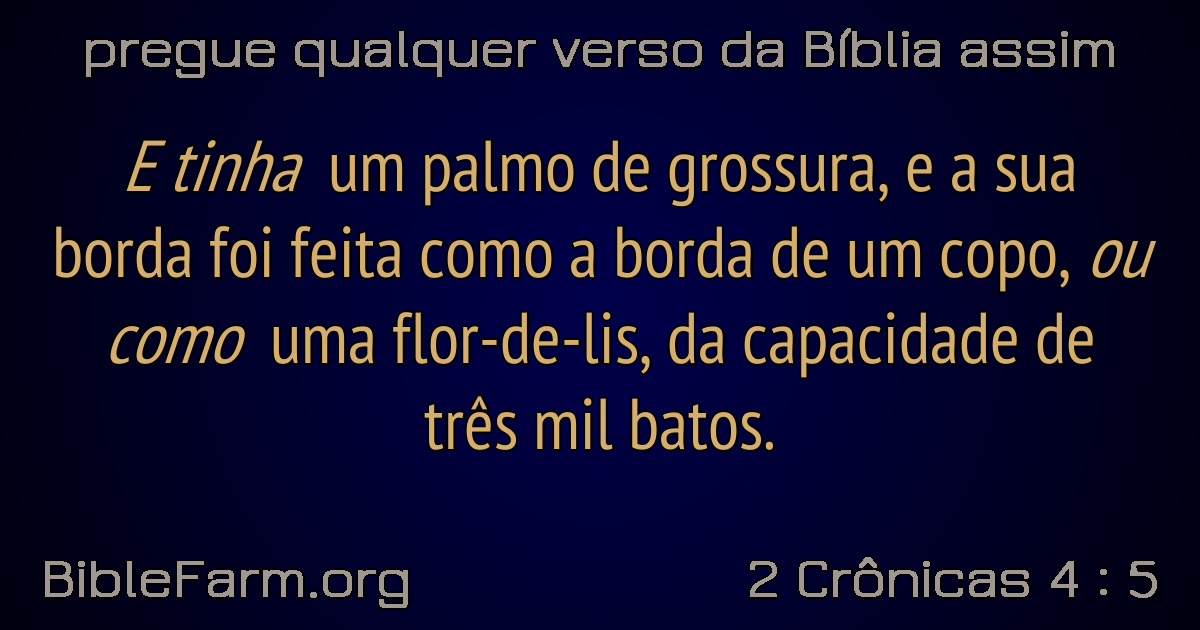 pregue qualquer verso da Bíblia assim
E tinha um palmo de grossura, e a sua
borda foi feita como a borda de um copo, ou
como uma flor-de-lis, da capacidade de
três mil batos.
BibleFarm.org
2 Crônicas 4 : 5